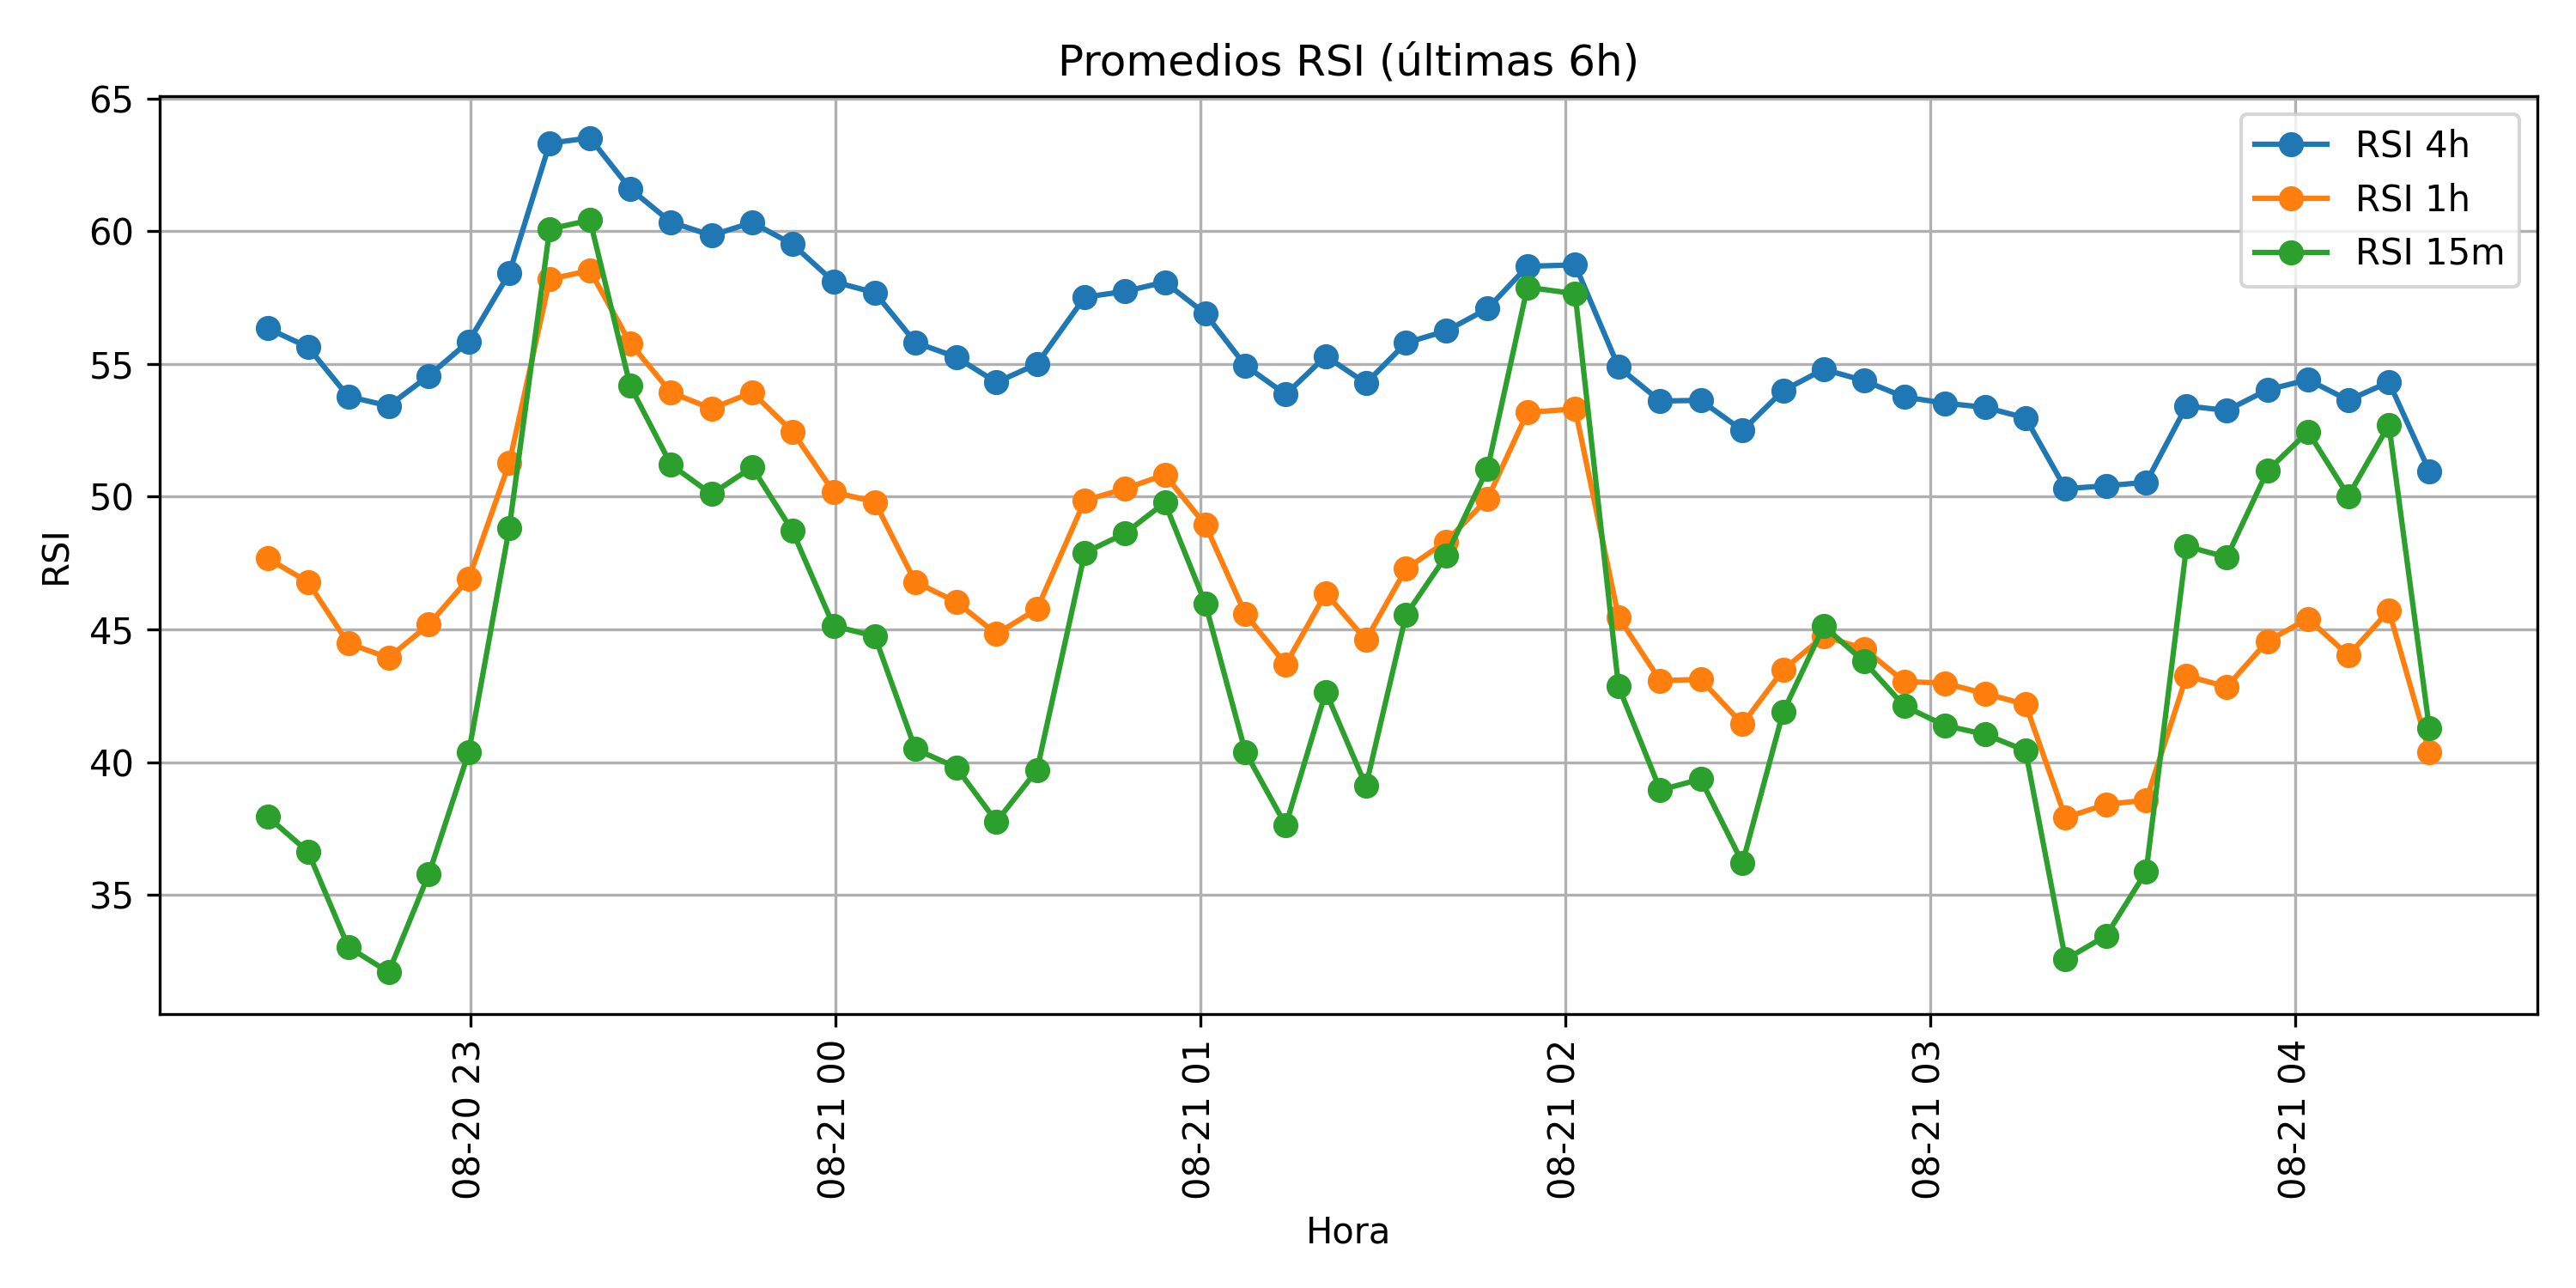 Promedios RSI (últimas 6h)
RSI 4h
RSI 1h
RSI 15m
65
60
55
50
45
40
35
RSI
08-20 23
08-21 00
08-21 01
08-21 02
08-21 03
08-21 04
Hora